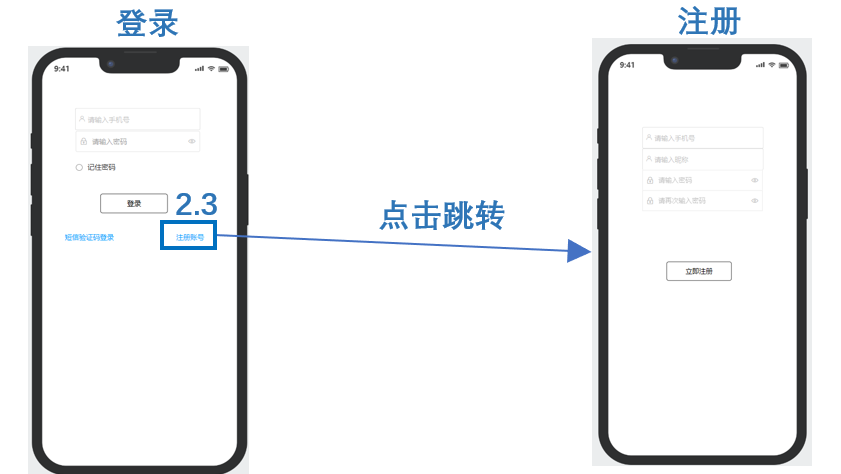 登录
注册
9:41
请输入手机号
请输入密码
记住密码
登录
2.3
短信验证码登录
注册账号
点击跳转
9:41
请输入手机号
请输入昵称
请输入密码
请再次输入密码
立即注册